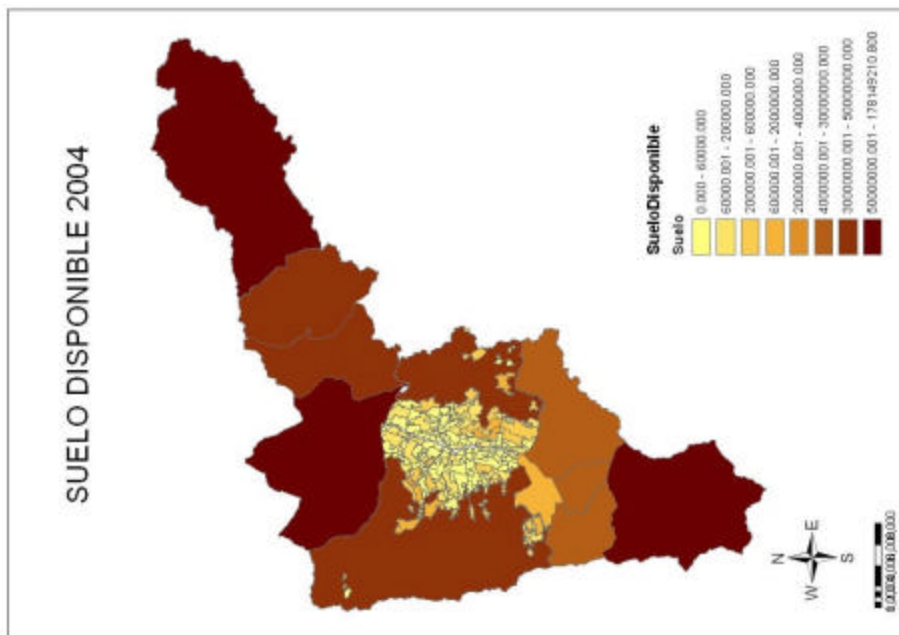 SUELO DISPONIBLE 2004
SueloDisponible
Suelo
0.000 - 60000.000
60000.001 - 200000.000
200000.001 - 600000.000
600000.001 - 2000000.000
2000000.001 - 4000000.000
4000000.001 - 30000000.000
30000000.001 - 50000000.000
50000000.001 - 178149210.800
N
W E
S